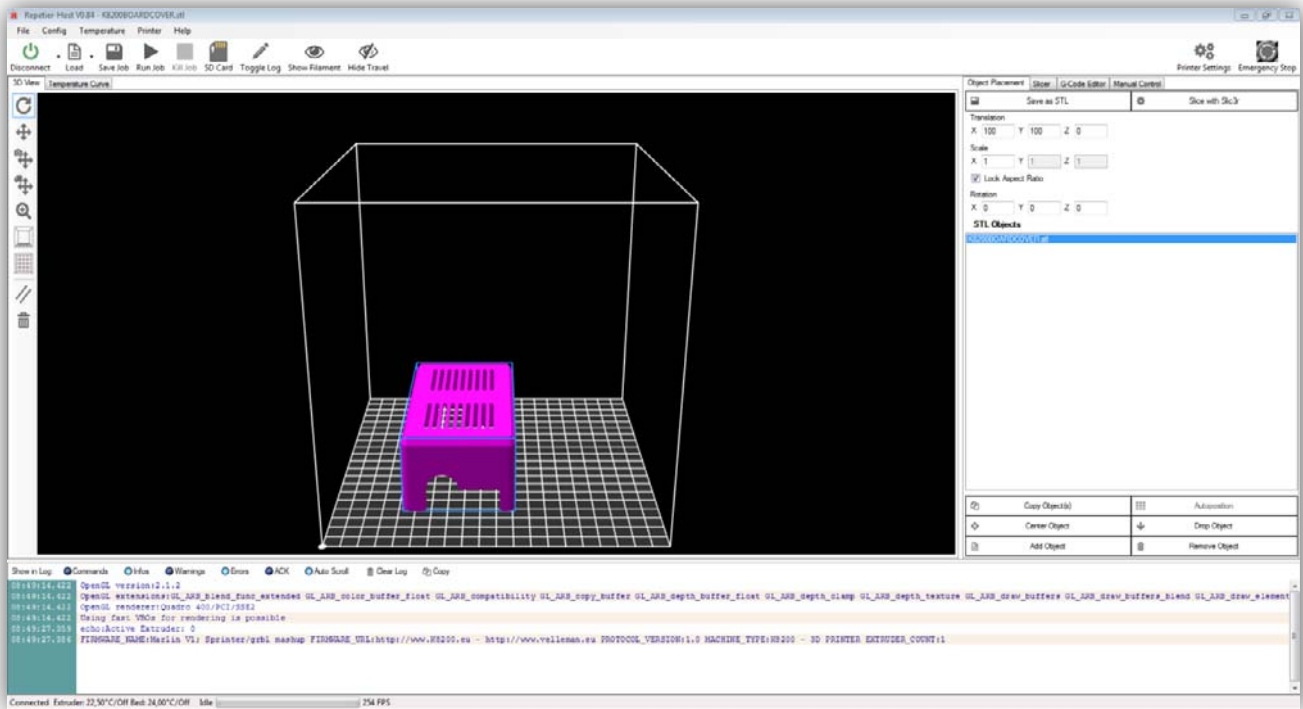 Repetier-Host V0.84 - K8200BOARDCOVER.stl
File Config Temperature Printer Help
Disconnect Load Save Job Run Job Kill Job SD Card Toggle Log Show Filament Hide Travel Printer Settings Emergency Stop
3D View Temperature Curve
Object Placement Slicer G-Code Editor Manual Control
Save as STL Slice with Slic3r
Translation
X 100 Y 100 Z 0
Scale
X 1 Y 1 Z 1
Lock Aspect Ratio
Rotation
X 0 Y 0 Z 0
STL Objects
K8200BOARDCOVER.stl
Copy Object(s) Autoposition
Center Object Drop Object
Add Object Remove Object
Show in Log: Commands Infos Warnings Errors ACK Auto Scroll Clear Log Copy
08:49:14.422 OpenGL version:2.1.2
08:49:14.422 OpenGL extensions:GL_ARB_blend_func_extended GL_ARB_color_buffer_float GL_ARB_compatibility GL_ARB_copy_buffer GL_ARB_depth_buffer_float GL_ARB_depth_clamp GL_ARB_depth_texture GL_ARB_draw_buffers GL_ARB_draw_buffers_blend GL_ARB_draw_element
OpenGL renderer:Quadro 400/PCI/SSE2
08:49:14.422 Using fast VBOs for rendering is possible
08:49:27.359 echo:Active Extruder: 0
FIRMWARE_NAME:Marlin V1; Sprinter/grbl mashup FIRMWARE_URL:http://www.K8200.eu - http://www.velleman.eu PROTOCOL_VERSION:1.0 MACHINE_TYPE:K8200 - 3D PRINTER EXTRUDER_COUNT:1
Connected Extruder: 22,50°C/Off Bed: 24,00°C/Off Idle 254 FPS